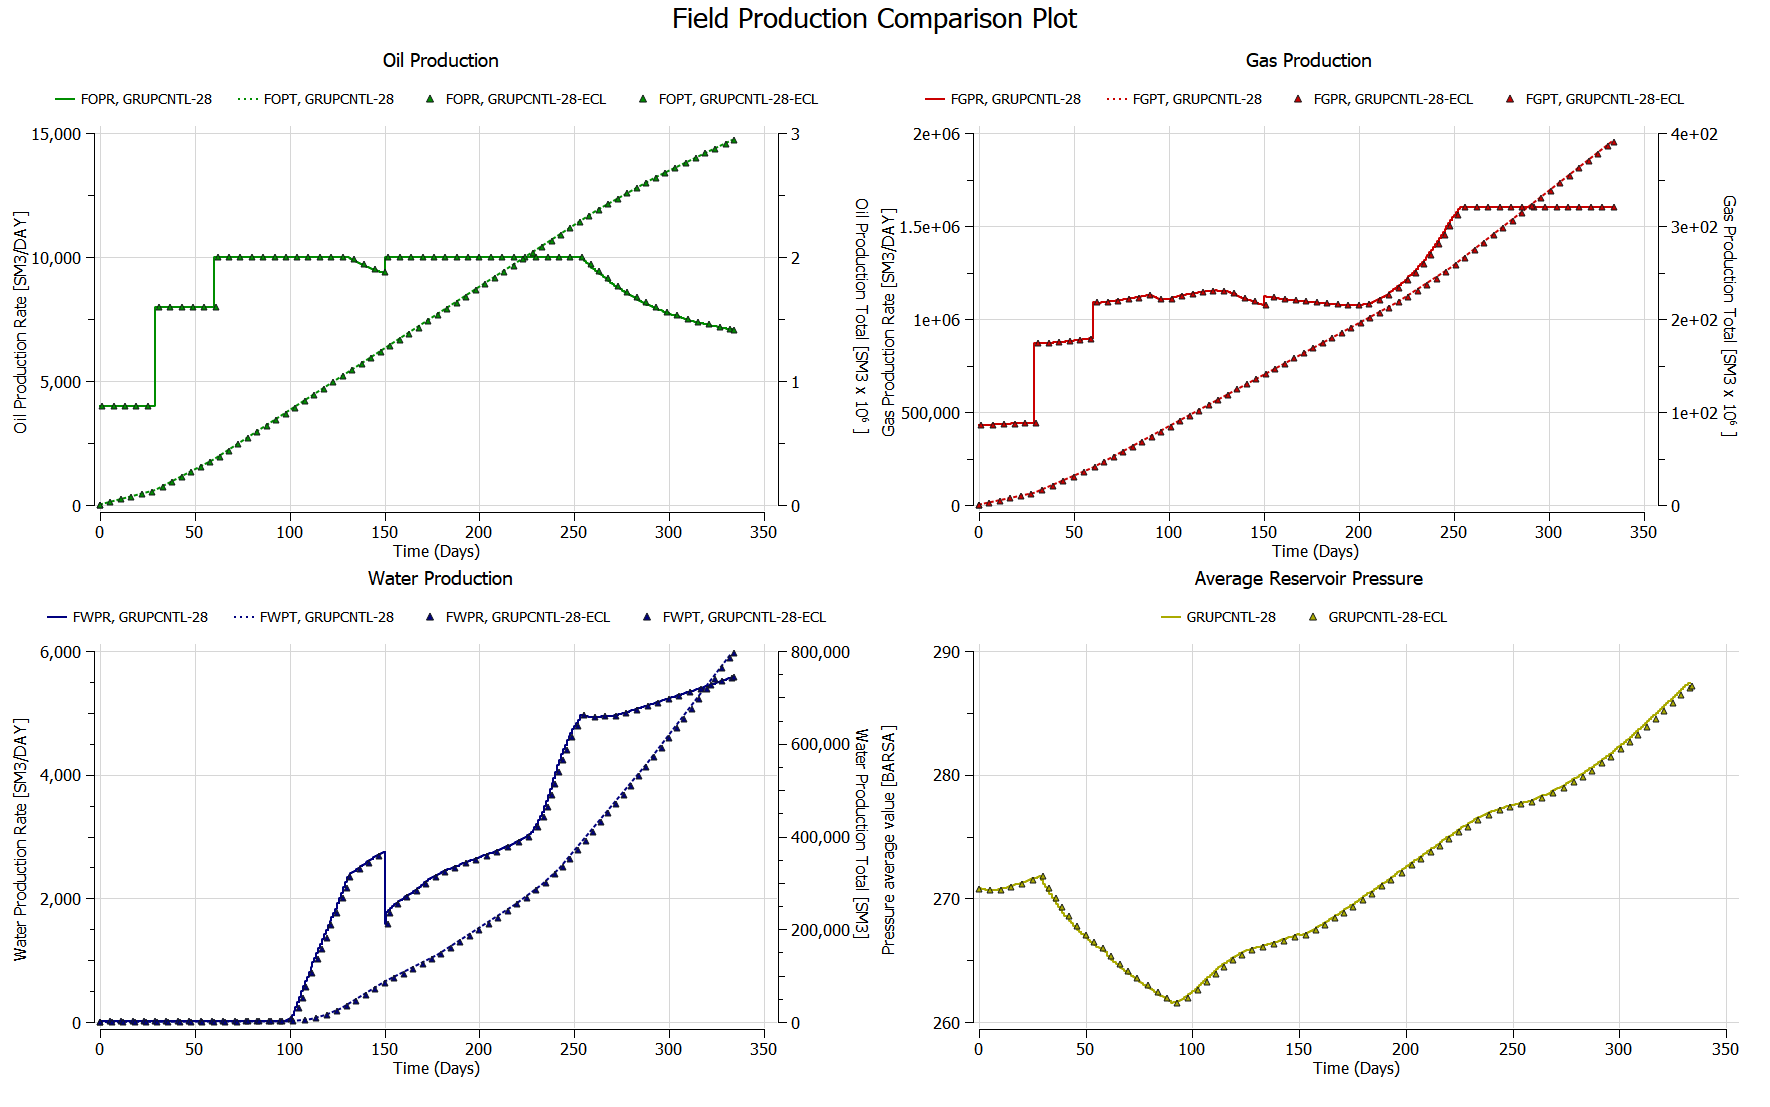 Field Production Comparison Plot
Oil Production
FOPR, GRUPCNTL-28 FOPT, GRUPCNTL-28 FOPR, GRUPCNTL-28-ECL FOPT, GRUPCNTL-28-ECL
15,000
10,000
5,000
0
Oil Production Rate [SM3/DAY]
3
2
1
0
Oil Production Total [SM3 x 10⁶ ]
0 50 100 150 200 250 300 350
Time (Days)
Gas Production
FGPR, GRUPCNTL-28 FGPT, GRUPCNTL-28 FGPR, GRUPCNTL-28-ECL FGPT, GRUPCNTL-28-ECL
2e+06
1.5e+06
1e+06
500,000
0
Gas Production Rate [SM3/DAY]
4e+02
3e+02
2e+02
1e+02
0
Gas Production Total [SM3 x 10⁶ ]
0 50 100 150 200 250 300 350
Time (Days)
Water Production
FWPR, GRUPCNTL-28 FWPT, GRUPCNTL-28 FWPR, GRUPCNTL-28-ECL FWPT, GRUPCNTL-28-ECL
6,000
4,000
2,000
0
Water Production Rate [SM3/DAY]
800,000
600,000
400,000
200,000
0
Water Production Total [SM3]
0 50 100 150 200 250 300 350
Time (Days)
Average Reservoir Pressure
GRUPCNTL-28 GRUPCNTL-28-ECL
290
280
270
260
Pressure average value [BARSA]
0 50 100 150 200 250 300 350
Time (Days)